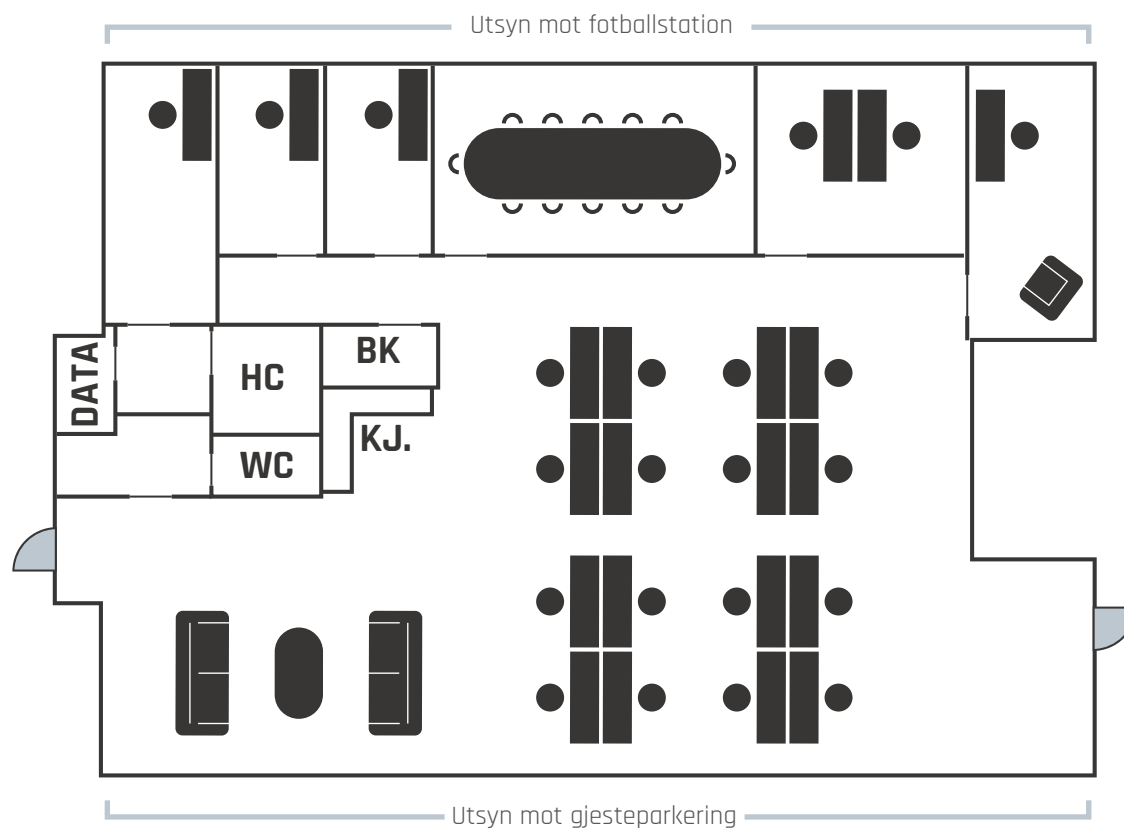 Utsyn mot fotballstation
DATA
HC
BK
KJ.
WC
Utsyn mot gjesteparkering